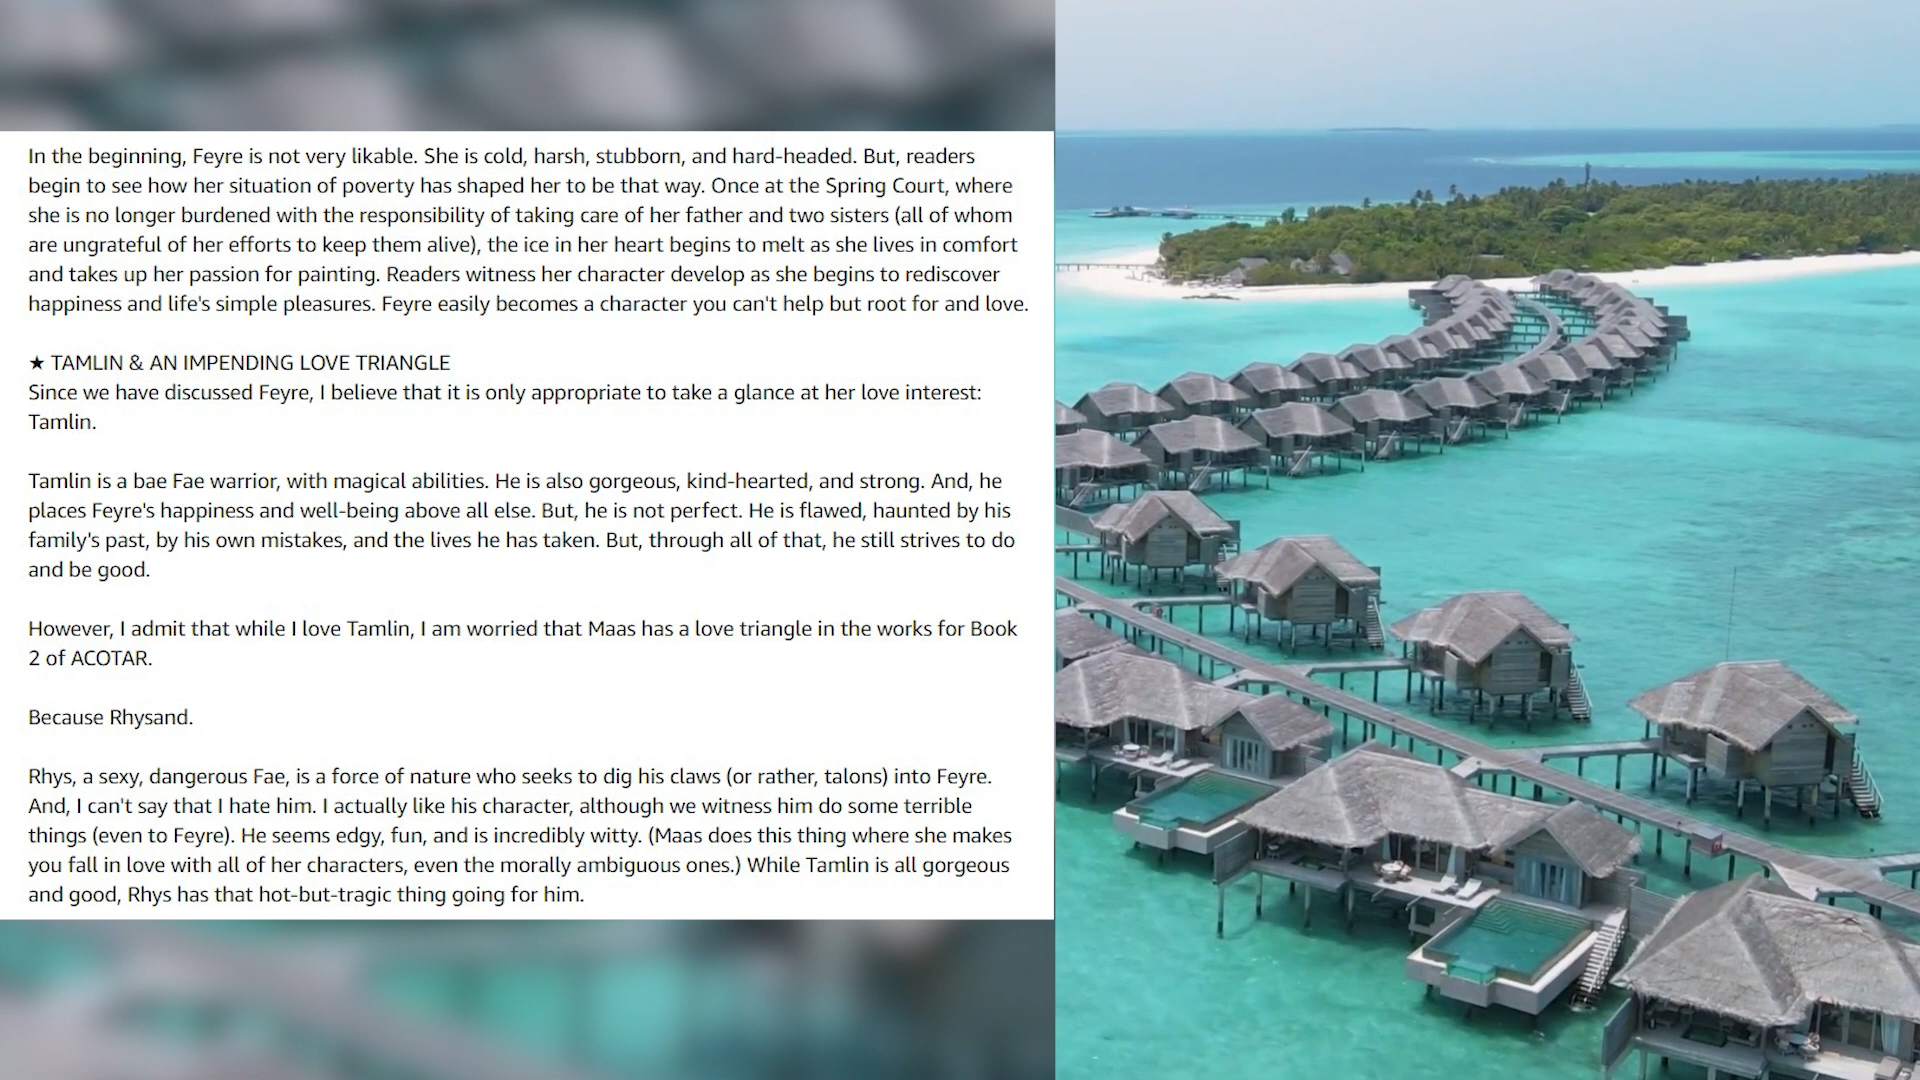 In the beginning, Feyre is not very likable. She is cold, harsh, stubborn, and hard-headed. But, readers
begin to see how her situation of poverty has shaped her to be that way. Once at the Spring Court, where
she is no longer burdened with the responsibility of taking care of her father and two sisters (all of whom
are ungrateful of her efforts to keep them alive), the ice in her heart begins to melt as she lives in comfort
and takes up her passion for painting. Readers witness her character develop as she begins to rediscover
happiness and life's simple pleasures. Feyre easily becomes a character you can't help but root for and love.
★ TAMLIN & AN IMPENDING LOVE TRIANGLE
Since we have discussed Feyre, I believe that it is only appropriate to take a glance at her love interest:
Tamlin.
Tamlin is a bae Fae warrior, with magical abilities. He is also gorgeous, kind-hearted, and strong. And, he
places Feyre's happiness and well-being above all else. But, he is not perfect. He is flawed, haunted by his
family's past, by his own mistakes, and the lives he has taken. But, through all of that, he still strives to do
and be good.
However, I admit that while I love Tamlin, I am worried that Maas has a love triangle in the works for Book
2 of ACOTAR.
Because Rhysand.
Rhys, a sexy, dangerous Fae, is a force of nature who seeks to dig his claws (or rather, talons) into Feyre.
And, I can't say that I hate him. I actually like his character, although we witness him do some terrible
things (even to Feyre). He seems edgy, fun, and is incredibly witty. (Maas does this thing where she makes
you fall in love with all of her characters, even the morally ambiguous ones.) While Tamlin is all gorgeous
and good, Rhys has that hot-but-tragic thing going for him.